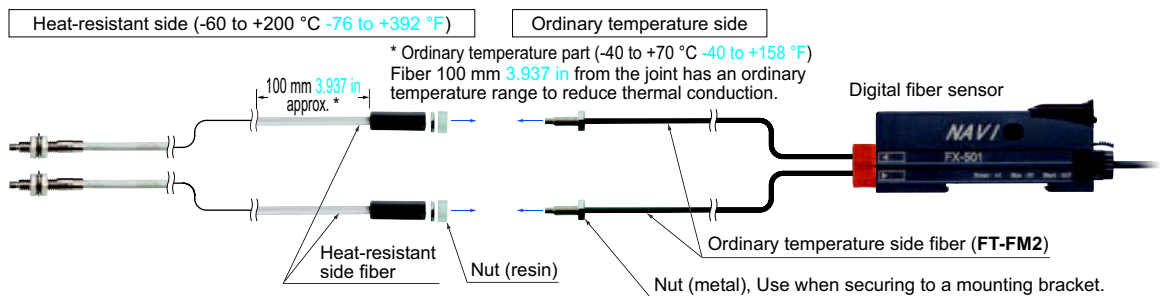 Heat-resistant side (-60 to +200 °C -76 to +392 °F)
Ordinary temperature side
* Ordinary temperature part (-40 to +70 °C -40 to +158 °F)
Fiber 100 mm 3.937 in from the joint has an ordinary
temperature range to reduce thermal conduction.
100 mm 3.937 in
approx. *
Digital fiber sensor
NAVI
FX-501
Heat-resistant
side fiber
Nut (resin)
Ordinary temperature side fiber (FT-FM2)
Nut (metal), Use when securing to a mounting bracket.